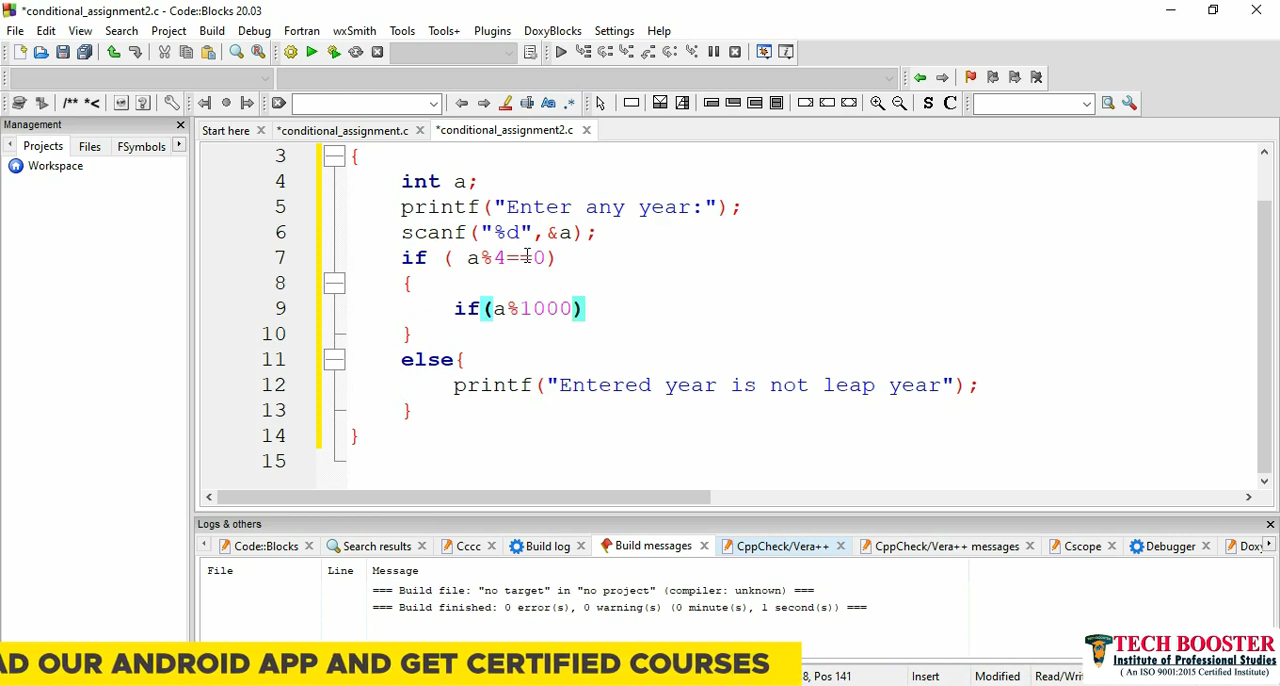 *conditional_assignment2.c - Code::Blocks 20.03
File Edit View Search Project Build Debug Fortran wxSmith Tools Tools+ Plugins DoxyBlocks Settings Help
/** *<
S C
Management
Projects Files FSymbols
Workspace
Start here *conditional_assignment.c *conditional_assignment2.c
3 {
4 int a;
5 printf("Enter any year:");
6 scanf("%d",&a);
7 if ( a%4==0)
8 {
9 if(a%1000)
10 }
11 else{
12 printf("Entered year is not leap year");
13 }
14 }
15
Logs & others
Code::Blocks Search results Cccc Build log Build messages CppCheck/Vera++ CppCheck/Vera++ messages Cscope Debugger Doxy
File Line Message
=== Build file: "no target" in "no project" (compiler: unknown) ===
=== Build finished: 0 error(s), 0 warning(s) (0 minute(s), 1 second(s)) ===
AD OUR ANDROID APP AND GET CERTIFIED COURSES
8, Pos 141 Insert Modified Read/Wri
TECH BOOSTER
Institute of Professional Studies
( An ISO 9001:2015 Certified Institute)